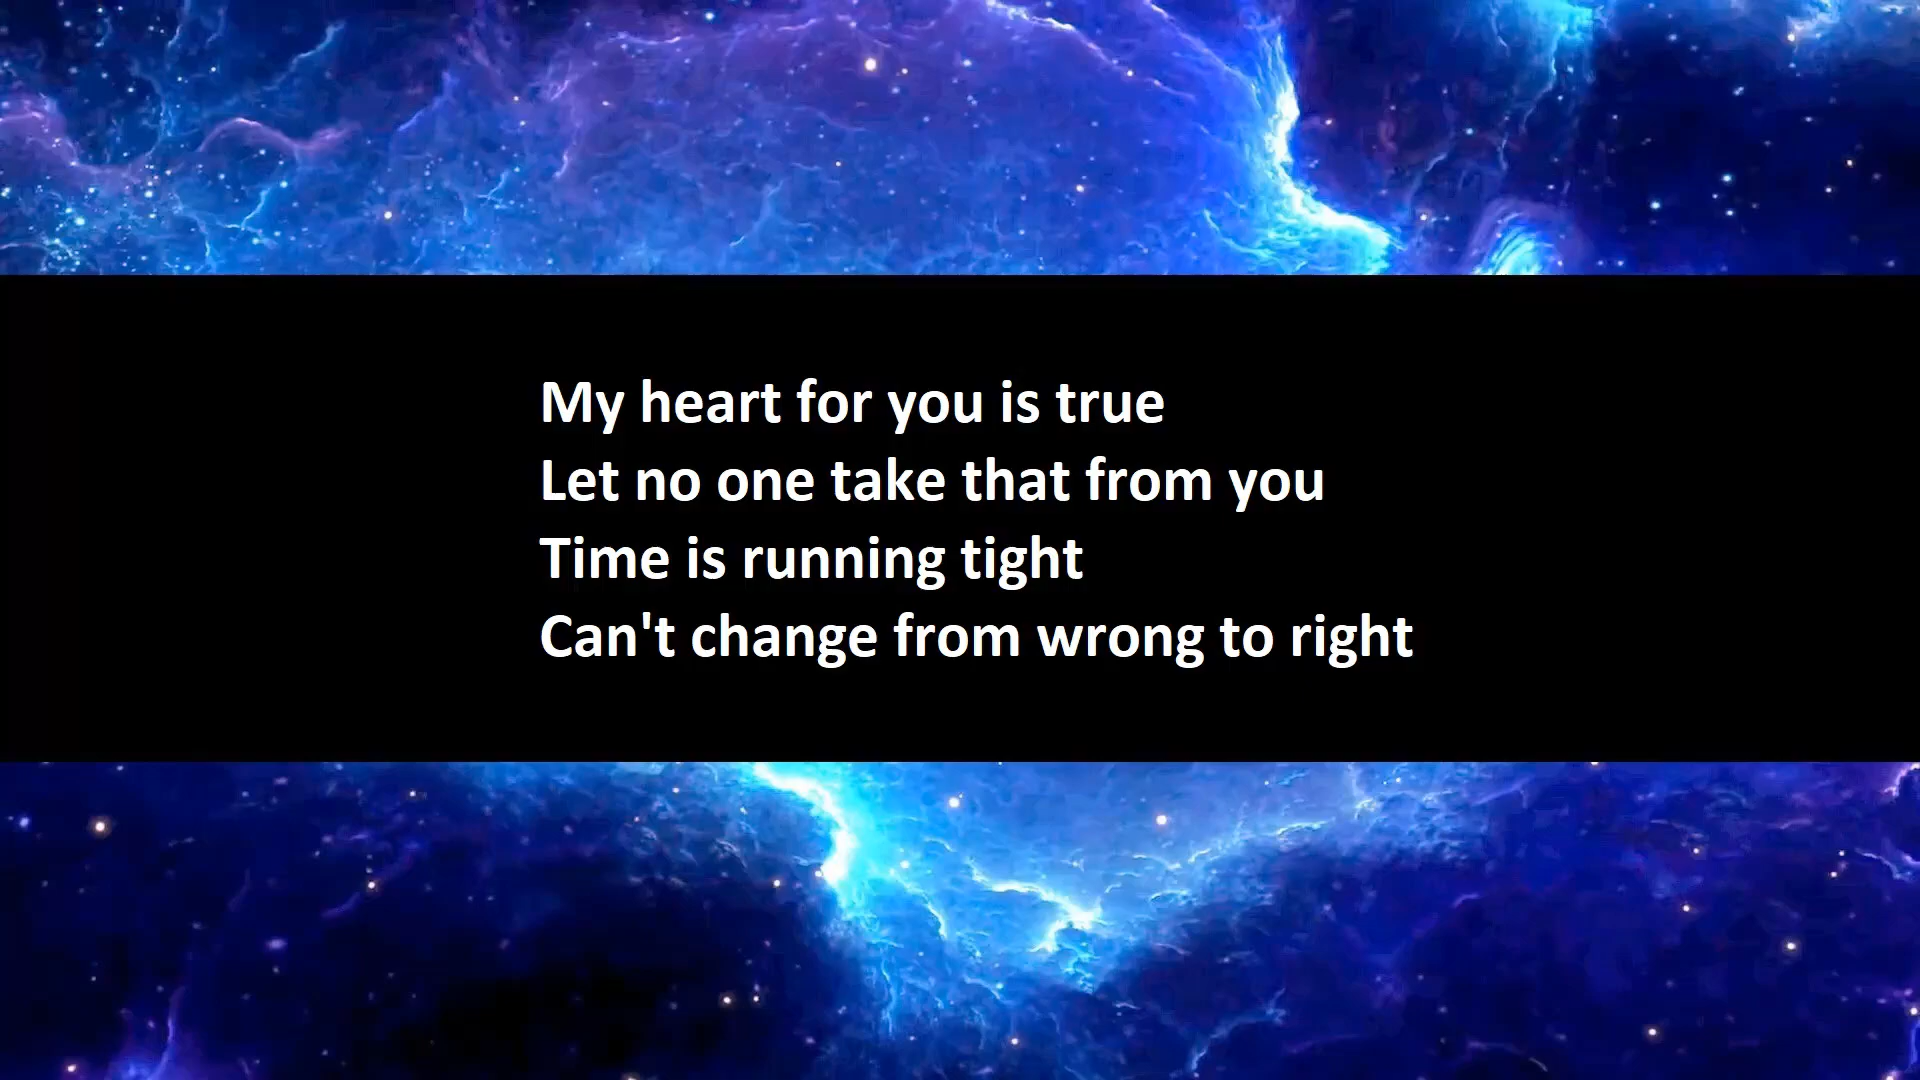 My heart for you is true
Let no one take that from you
Time is running tight
Can't change from wrong to right